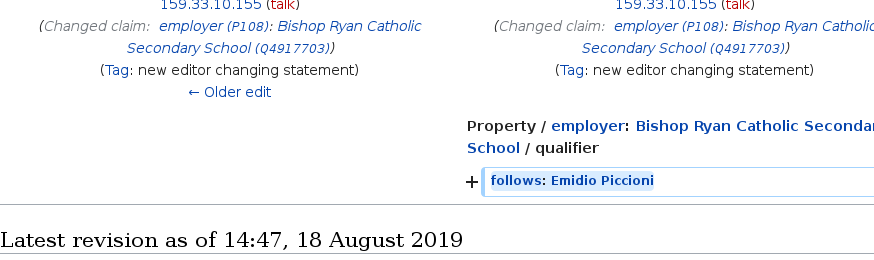 159.33.10.155 (talk)
(Changed claim: employer (P108): Bishop Ryan Catholic
Secondary School (Q4917703))
(Tag: new editor changing statement)
← Older edit
159.33.10.155 (talk)
(Changed claim: employer (P108): Bishop Ryan Catholic
Secondary School (Q4917703))
(Tag: new editor changing statement)
Property / employer: Bishop Ryan Catholic
School / qualifier
+ follows: Emidio Piccioni
Latest revision as of 14:47, 18 August 2019